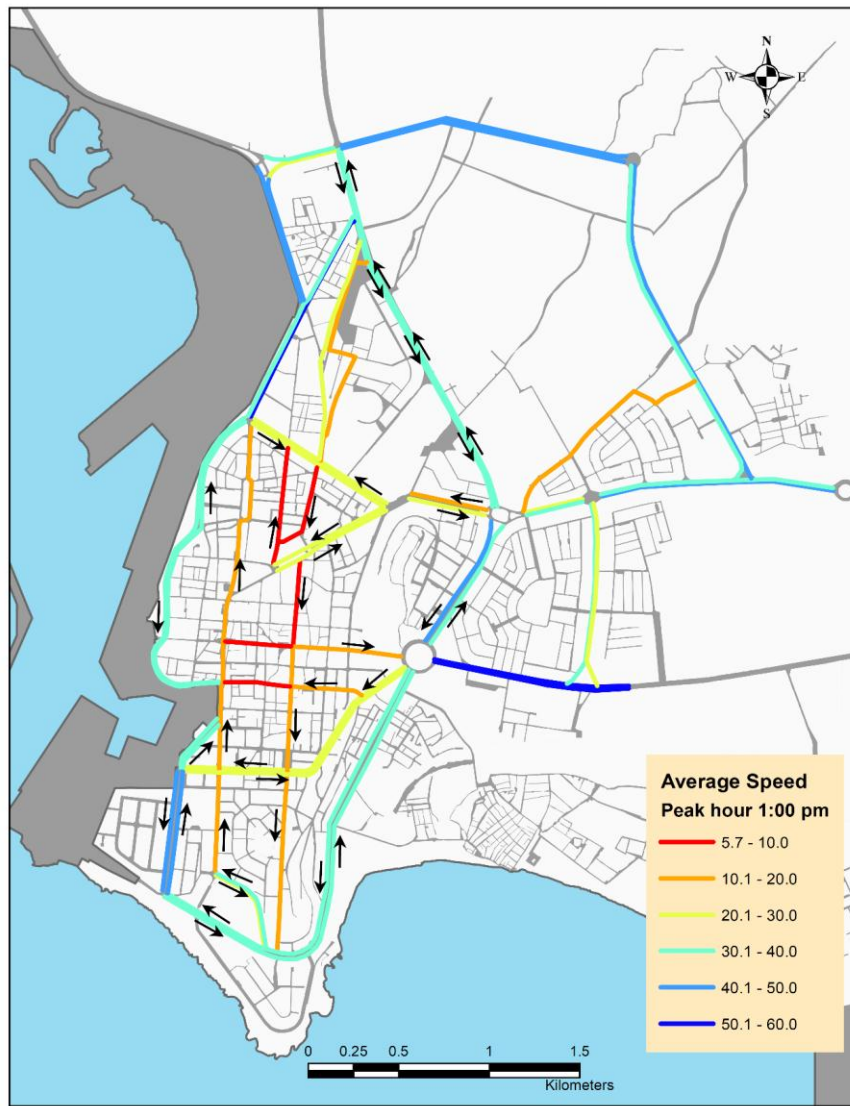 N
W E
S
Average Speed
Peak hour 1:00 pm
5.7 - 10.0
10.1 - 20.0
20.1 - 30.0
30.1 - 40.0
40.1 - 50.0
50.1 - 60.0
0 0.25 0.5 1 1.5
Kilometers